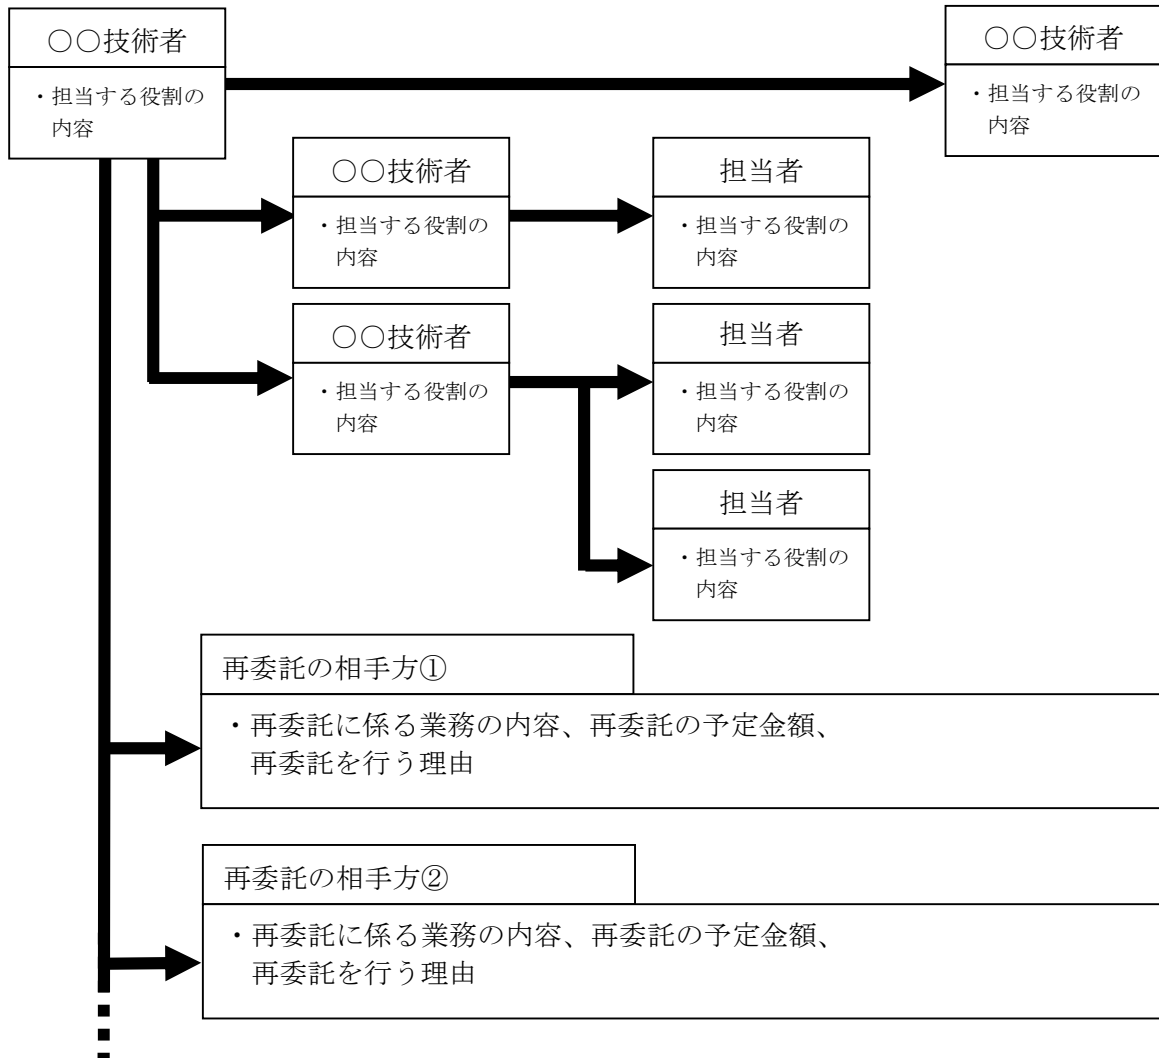 ○○技術者
・担当する役割の
内容
○○技術者
・担当する役割の
内容
○○技術者
・担当する役割の
内容
担当者
・担当する役割の
内容
○○技術者
・担当する役割の
内容
担当者
・担当する役割の
内容
担当者
・担当する役割の
内容
再委託の相手方①
・再委託に係る業務の内容、再委託の予定金額、
再委託を行う理由
再委託の相手方②
・再委託に係る業務の内容、再委託の予定金額、
再委託を行う理由